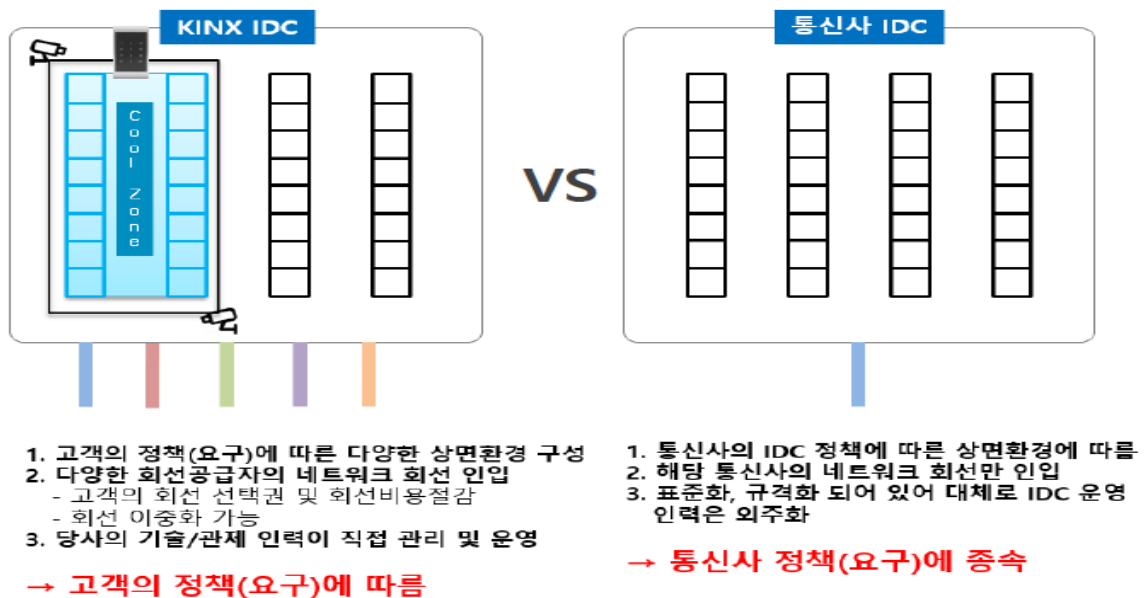 KINX IDC
Cool Zone
VS
통신사 IDC
1. 고객의 정책(요구)에 따른 다양한 상면환경 구성
2. 다양한 회선공급자의 네트워크 회선 인입
- 고객의 회선 선택권 및 회선비용절감
- 회선 이중화 가능
3. 당사의 기술/관제 인력이 직접 관리 및 운영
→ 고객의 정책(요구)에 따름
1. 통신사의 IDC 정책에 따른 상면환경에 따름
2. 해당 통신사의 네트워크 회선만 인입
3. 표준화, 규격화 되어 있어 대체로 IDC 운영
인력은 외주화
→ 통신사 정책(요구)에 종속